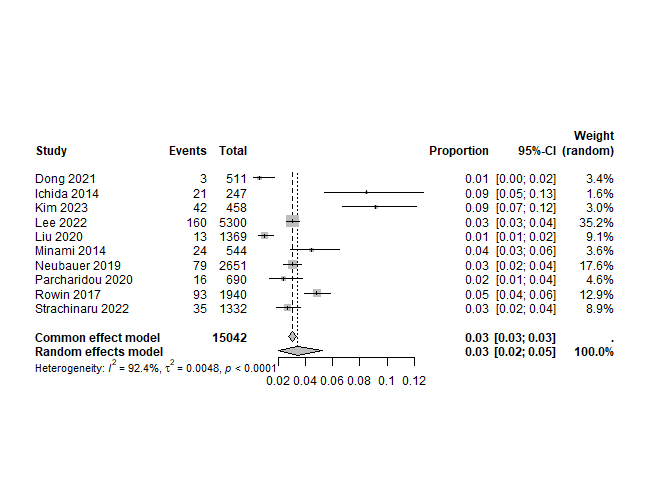 Weight
Study Events Total Proportion 95%-CI (random)
Dong 2021 3 511 0.01 [0.00; 0.02] 3.4%
Ichida 2014 21 247 0.09 [0.05; 0.13] 1.6%
Kim 2023 42 458 0.09 [0.07; 0.12] 3.0%
Lee 2022 160 5300 0.03 [0.03; 0.04] 35.2%
Liu 2020 13 1369 0.01 [0.01; 0.02] 9.1%
Minami 2014 24 544 0.04 [0.03; 0.06] 3.6%
Neubauer 2019 79 2651 0.03 [0.02; 0.04] 17.6%
Parcharidou 2020 16 690 0.02 [0.01; 0.04] 4.6%
Rowin 2017 93 1940 0.05 [0.04; 0.06] 12.9%
Strachinaru 2022 35 1332 0.03 [0.02; 0.04] 8.9%
Common effect model 15042 0.03 [0.03; 0.03] .
Random effects model 0.03 [0.02; 0.05] 100.0%
Heterogeneity: I² = 92.4%, τ² = 0.0048, p < 0.0001
0.02 0.04 0.06 0.08 0.1 0.12